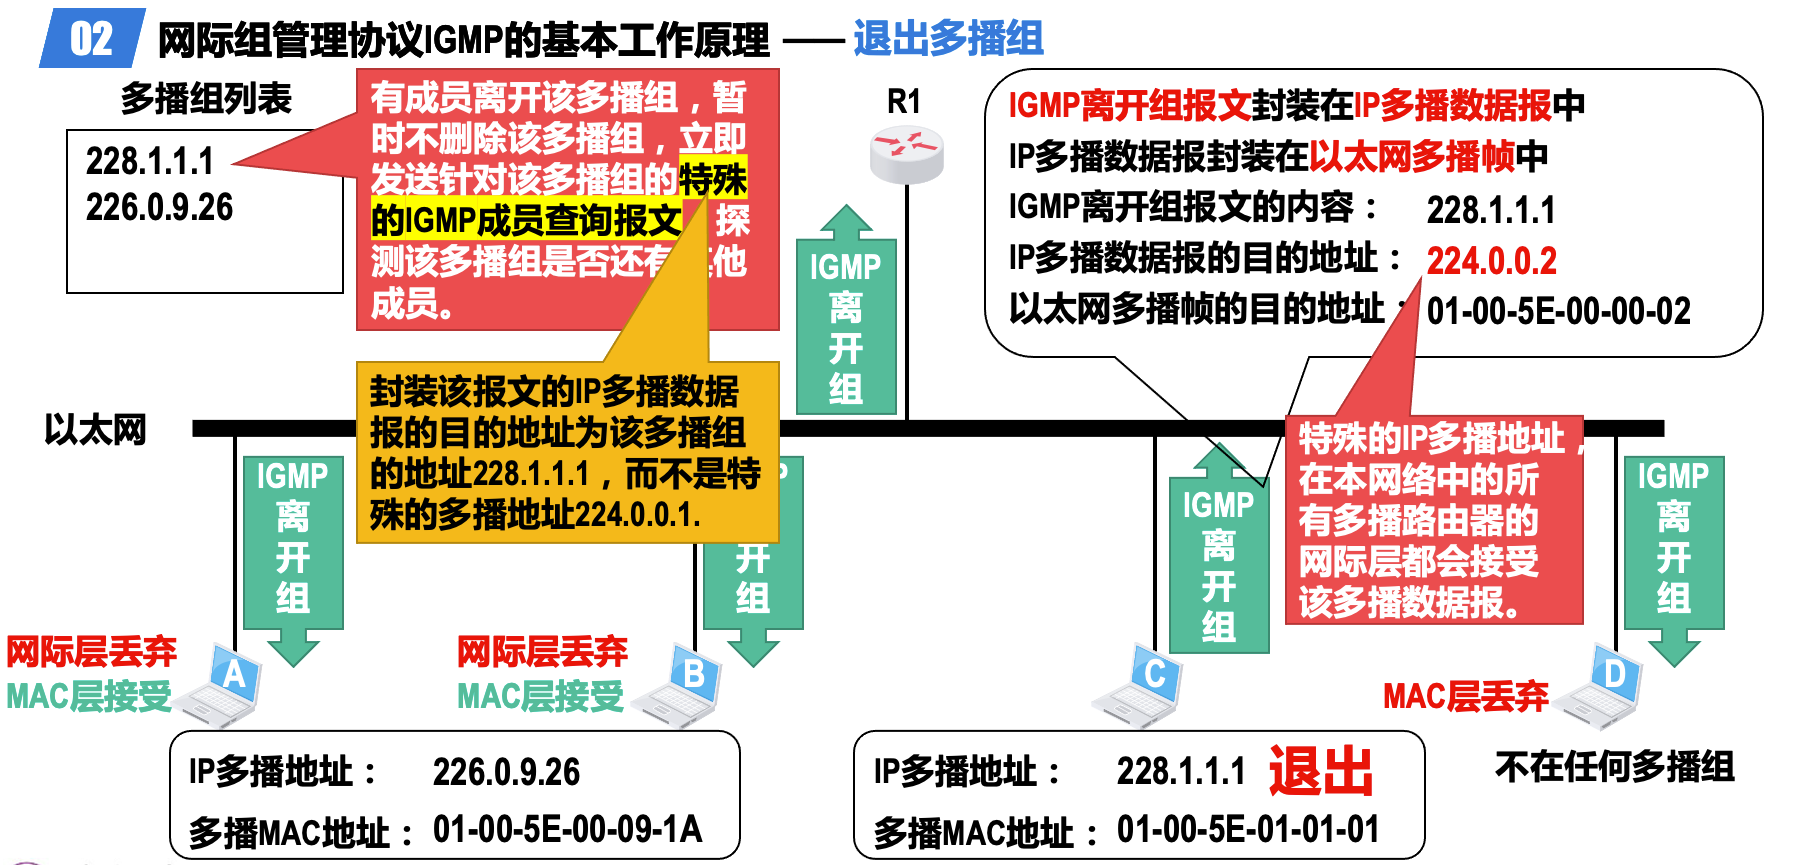 02 网际组管理协议IGMP的基本工作原理 —— 退出多播组
多播组列表
228.1.1.1
226.0.9.26
有成员离开该多播组，暂
时不删除该多播组，立即
发送针对该多播组的特殊
的IGMP成员查询报文 探
测该多播组是否还有其他
成员。
R1
IGMP
离
开
组
IGMP离开组报文封装在IP多播数据报中
IP多播数据报封装在以太网多播帧中
IGMP离开组报文的内容： 228.1.1.1
IP多播数据报的目的地址： 224.0.0.2
以太网多播帧的目的地址： 01-00-5E-00-00-02
封装该报文的IP多播数据
报的目的地址为该多播组
的地址228.1.1.1，而不是特
殊的多播地址224.0.0.1.
以太网
IGMP
离
开
组
P
开
组
IGMP
离
开
组
特殊的IP多播地址，
在本网络中的所
有多播路由器的
网际层都会接受
该多播数据报。
IGMP
离
开
组
网际层丢弃
MAC层接受
A
网际层丢弃
MAC层接受
B
C
MAC层丢弃
D
IP多播地址： 226.0.9.26
多播MAC地址： 01-00-5E-00-09-1A
IP多播地址： 228.1.1.1 退出
多播MAC地址： 01-00-5E-01-01-01
不在任何多播组